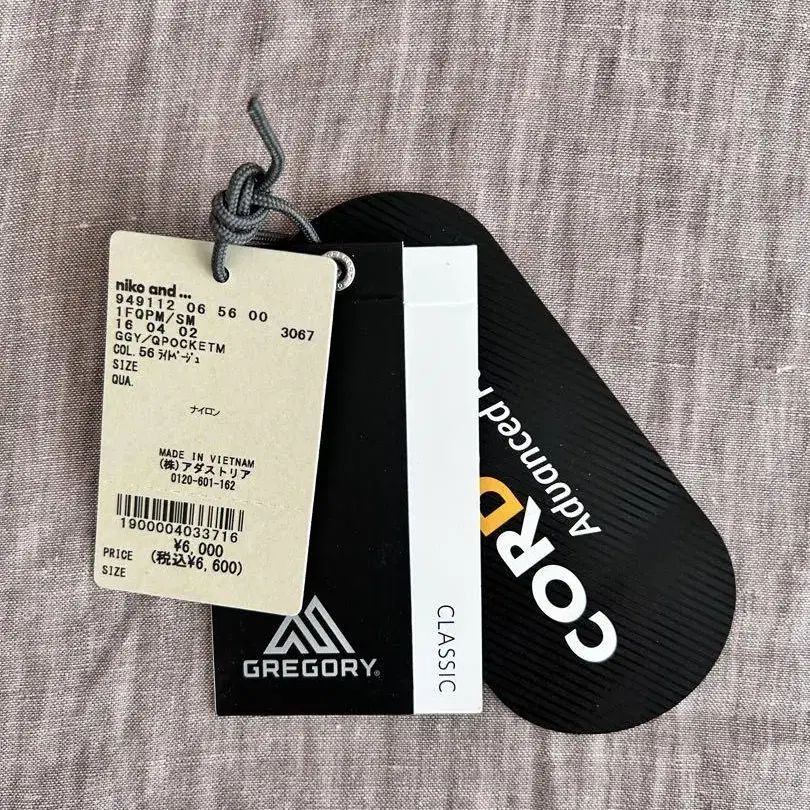 niko and ...
949112 06 56 00
1FQPM/SM 3067
16 04 02
GGY/QPOCKETM
COL.56 ﾗｲﾄﾍﾞｰｼﾞｭ
SIZE
QUA.
ナイロン
MADE IN VIETNAM
(株)アダストリア
0120-601-162
1900004033716
¥6,000
PRICE (税込¥6,600)
SIZE
GREGORY®
CLASSIC
CORD
Advanced